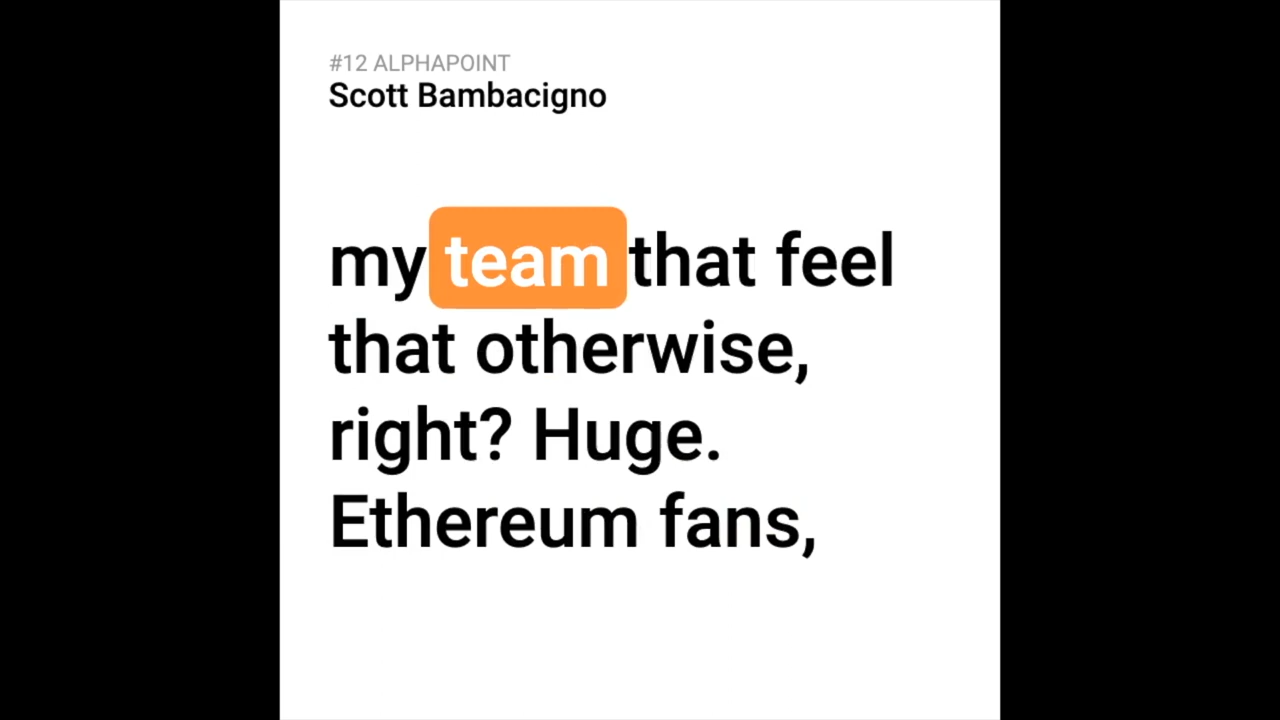 #12 ALPHAPOINT
Scott Bambacigno
my team that feel
that otherwise,
right? Huge.
Ethereum fans,